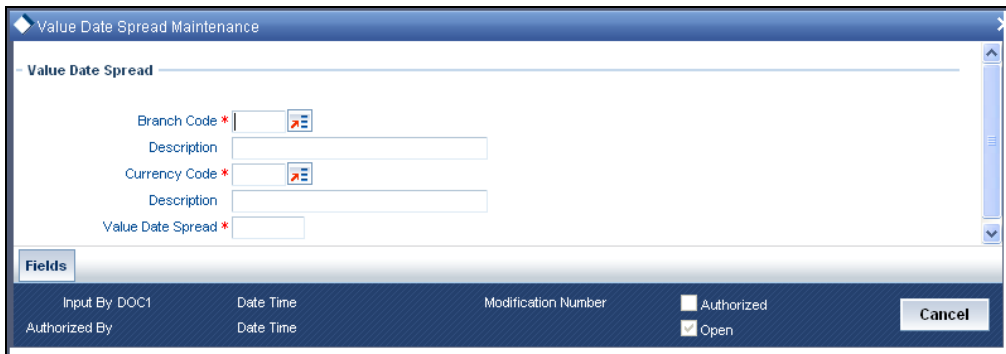 Value Date Spread Maintenance
Value Date Spread
Branch Code *
Description
Currency Code *
Description
Value Date Spread *
Fields
Input By DOC1 Date Time Modification Number Authorized
Authorized By Date Time Open
Cancel